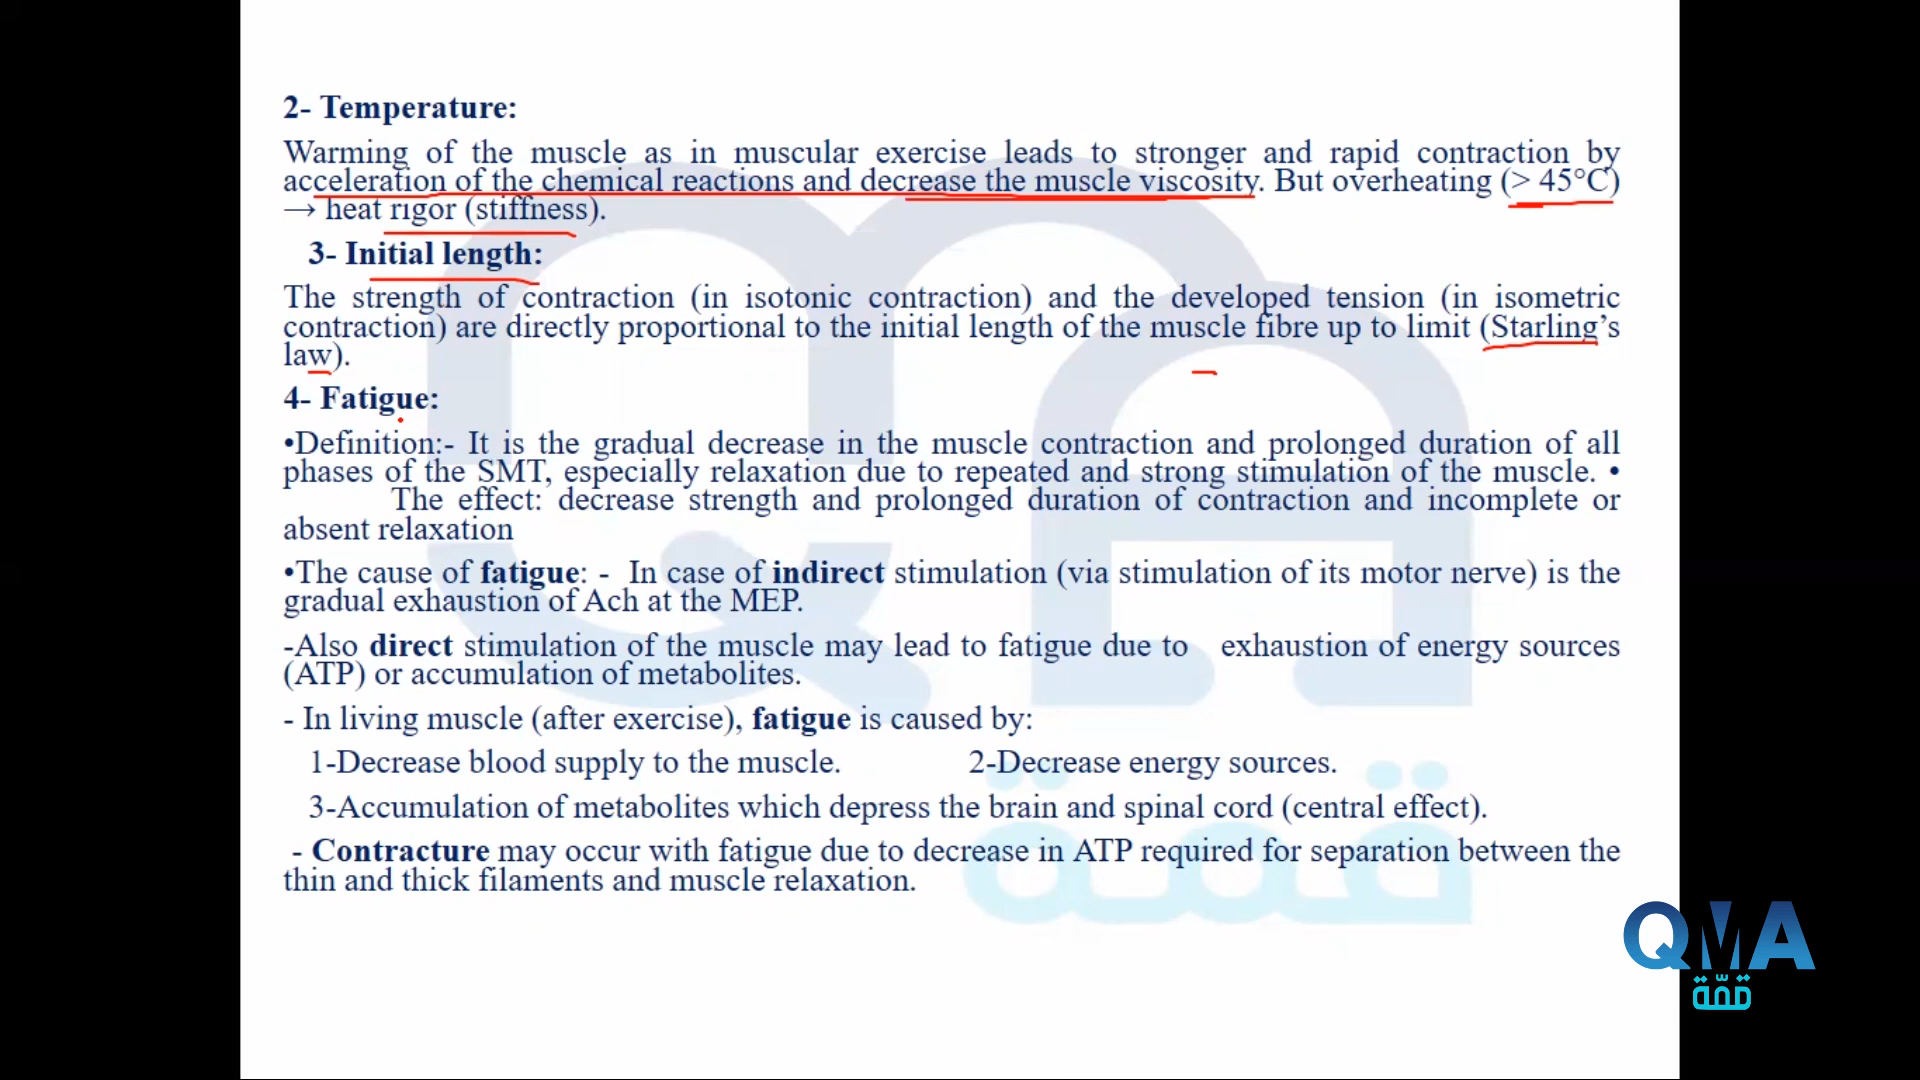 2- Temperature:
Warming of the muscle as in muscular exercise leads to stronger and rapid contraction by
acceleration of the chemical reactions and decrease the muscle viscosity. But overheating (> 45°C)
→ heat rigor (stiffness).
3- Initial length:
The strength of contraction (in isotonic contraction) and the developed tension (in isometric
contraction) are directly proportional to the initial length of the muscle fibre up to limit (Starling’s
law).
4- Fatigue:
•Definition:- It is the gradual decrease in the muscle contraction and prolonged duration of all
phases of the SMT, especially relaxation due to repeated and strong stimulation of the muscle. •
The effect: decrease strength and prolonged duration of contraction and incomplete or
absent relaxation
•The cause of fatigue: - In case of indirect stimulation (via stimulation of its motor nerve) is the
gradual exhaustion of Ach at the MEP.
-Also direct stimulation of the muscle may lead to fatigue due to exhaustion of energy sources
(ATP) or accumulation of metabolites.
- In living muscle (after exercise), fatigue is caused by:
1-Decrease blood supply to the muscle. 2-Decrease energy sources.
3-Accumulation of metabolites which depress the brain and spinal cord (central effect).
- Contracture may occur with fatigue due to decrease in ATP required for separation between the
thin and thick filaments and muscle relaxation.
قمة
QMA
قمّة